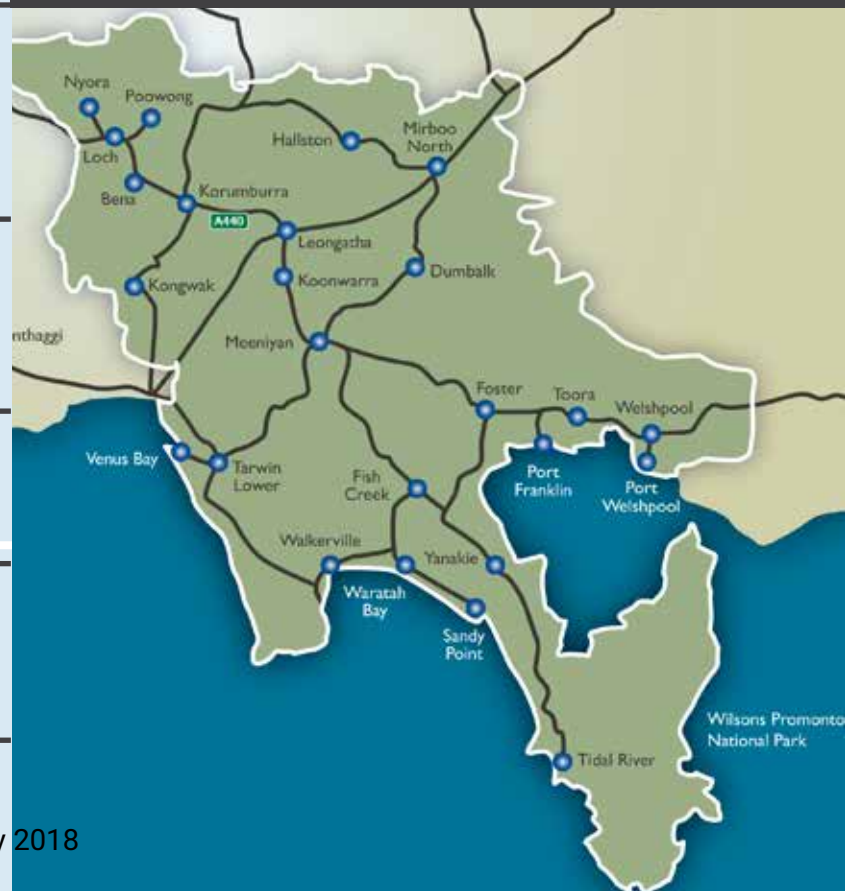 Nyora
Poowong
Hallston
Mirboo
North
Loch
Bena
Korumburra
A440
Leongatha
Kongwak
Koonwarra
Dumbalk
nthaggi
Meeniyan
Foster
Toora
Welshpool
Venus Bay
Tarwin
Lower
Fish
Creek
Port
Franklin
Port
Welshpool
Walkerville
Yanakie
Waratah
Bay
Sandy
Point
Wilsons Promonto
National Park
Tidal River
y 2018